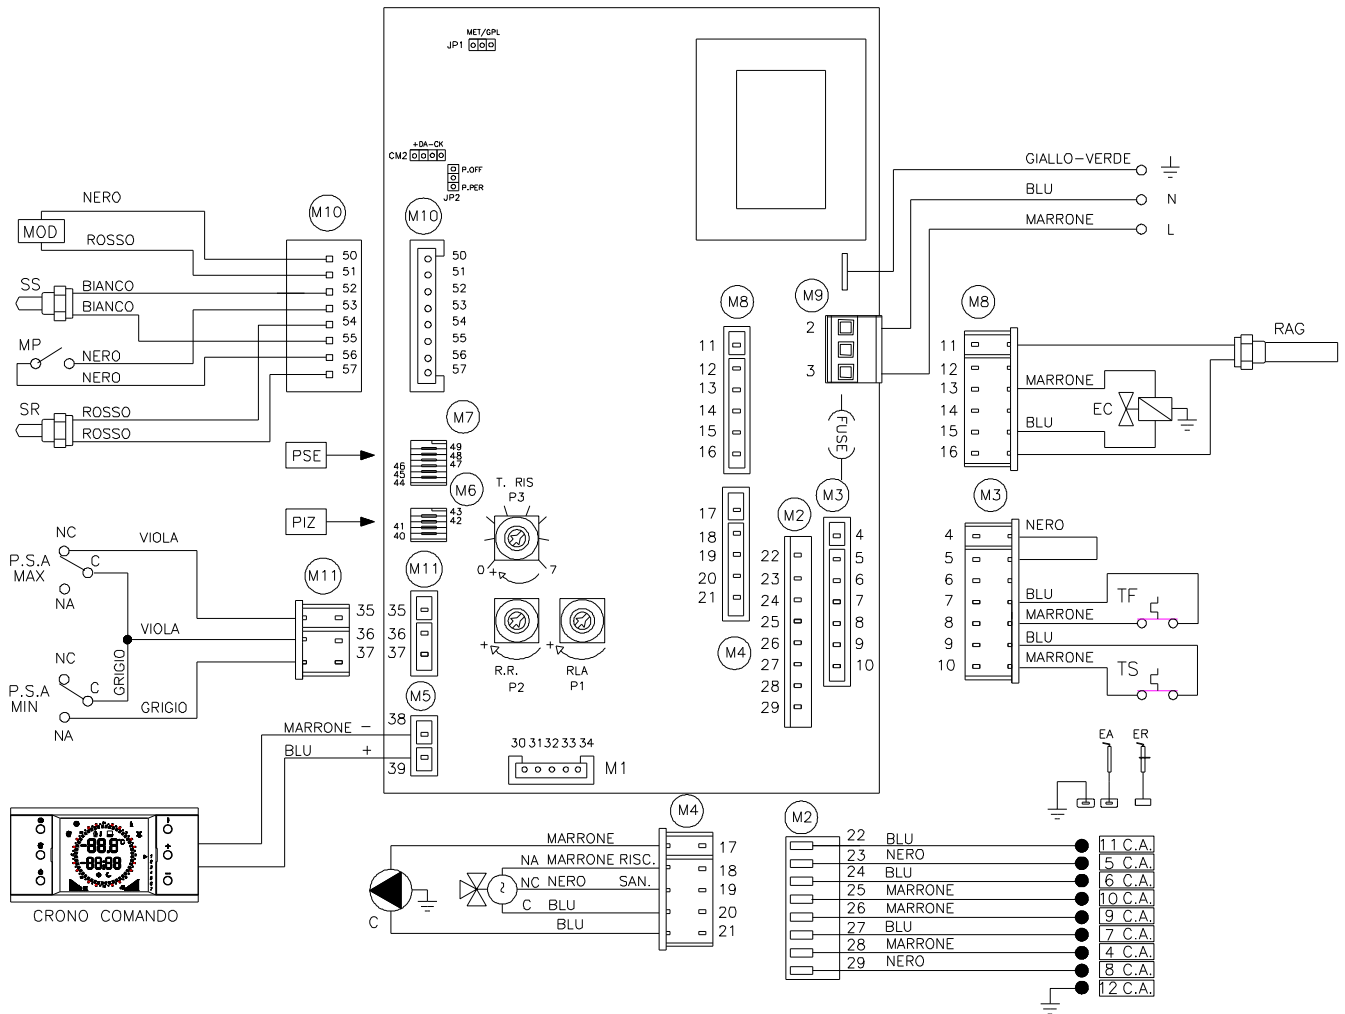 MET/GPL
JP1
+DA-CK
CM2
P.OFF
P.PER
JP2
M10
M10
NERO
MOD
ROSSO
SS
BIANCO
BIANCO
MP
NERO
NERO
SR
ROSSO
ROSSO
50
51
52
53
54
55
56
57
50
51
52
53
54
55
56
57
GIALLO-VERDE
BLU
N
MARRONE
L
M8
M9
M8
2
3
11
12
13
14
15
16
11
12
13
14
15
16
RAG
MARRONE
EC
BLU
FUSE
M7
PSE
49
48
47
46
45
44
M6
PIZ
43
42
41
40
T. RIS
P3
0
+
7
NC
P.S.A
MAX
C
NA
VIOLA
VIOLA
GRIGIO
NC
P.S.A
MIN
C
NA
GRIGIO
M11
35
36
37
M11
35
36
37
+
R.R.
P2
+
RLA
P1
M5
38
39
MARRONE -
BLU +
30 31 32 33 34
M1
17
18
19
20
21
M4
M2
22
23
24
25
26
27
28
29
M3
4
5
6
7
8
9
10
M3
4
5
6
7
8
9
10
NERO
BLU
TF
MARRONE
BLU
MARRONE
TS
EA
ER
-88.8°C
-88:88
CRONO COMANDO
M4
MARRONE
17
NA MARRONE RISC.
18
NC NERO SAN.
19
C BLU
20
BLU
21
C
~
M2
22 BLU 11 C.A.
23 NERO 5 C.A.
24 BLU 6 C.A.
25 MARRONE 10 C.A.
26 MARRONE 9 C.A.
27 BLU 7 C.A.
28 MARRONE 4 C.A.
29 NERO 8 C.A.
12 C.A.